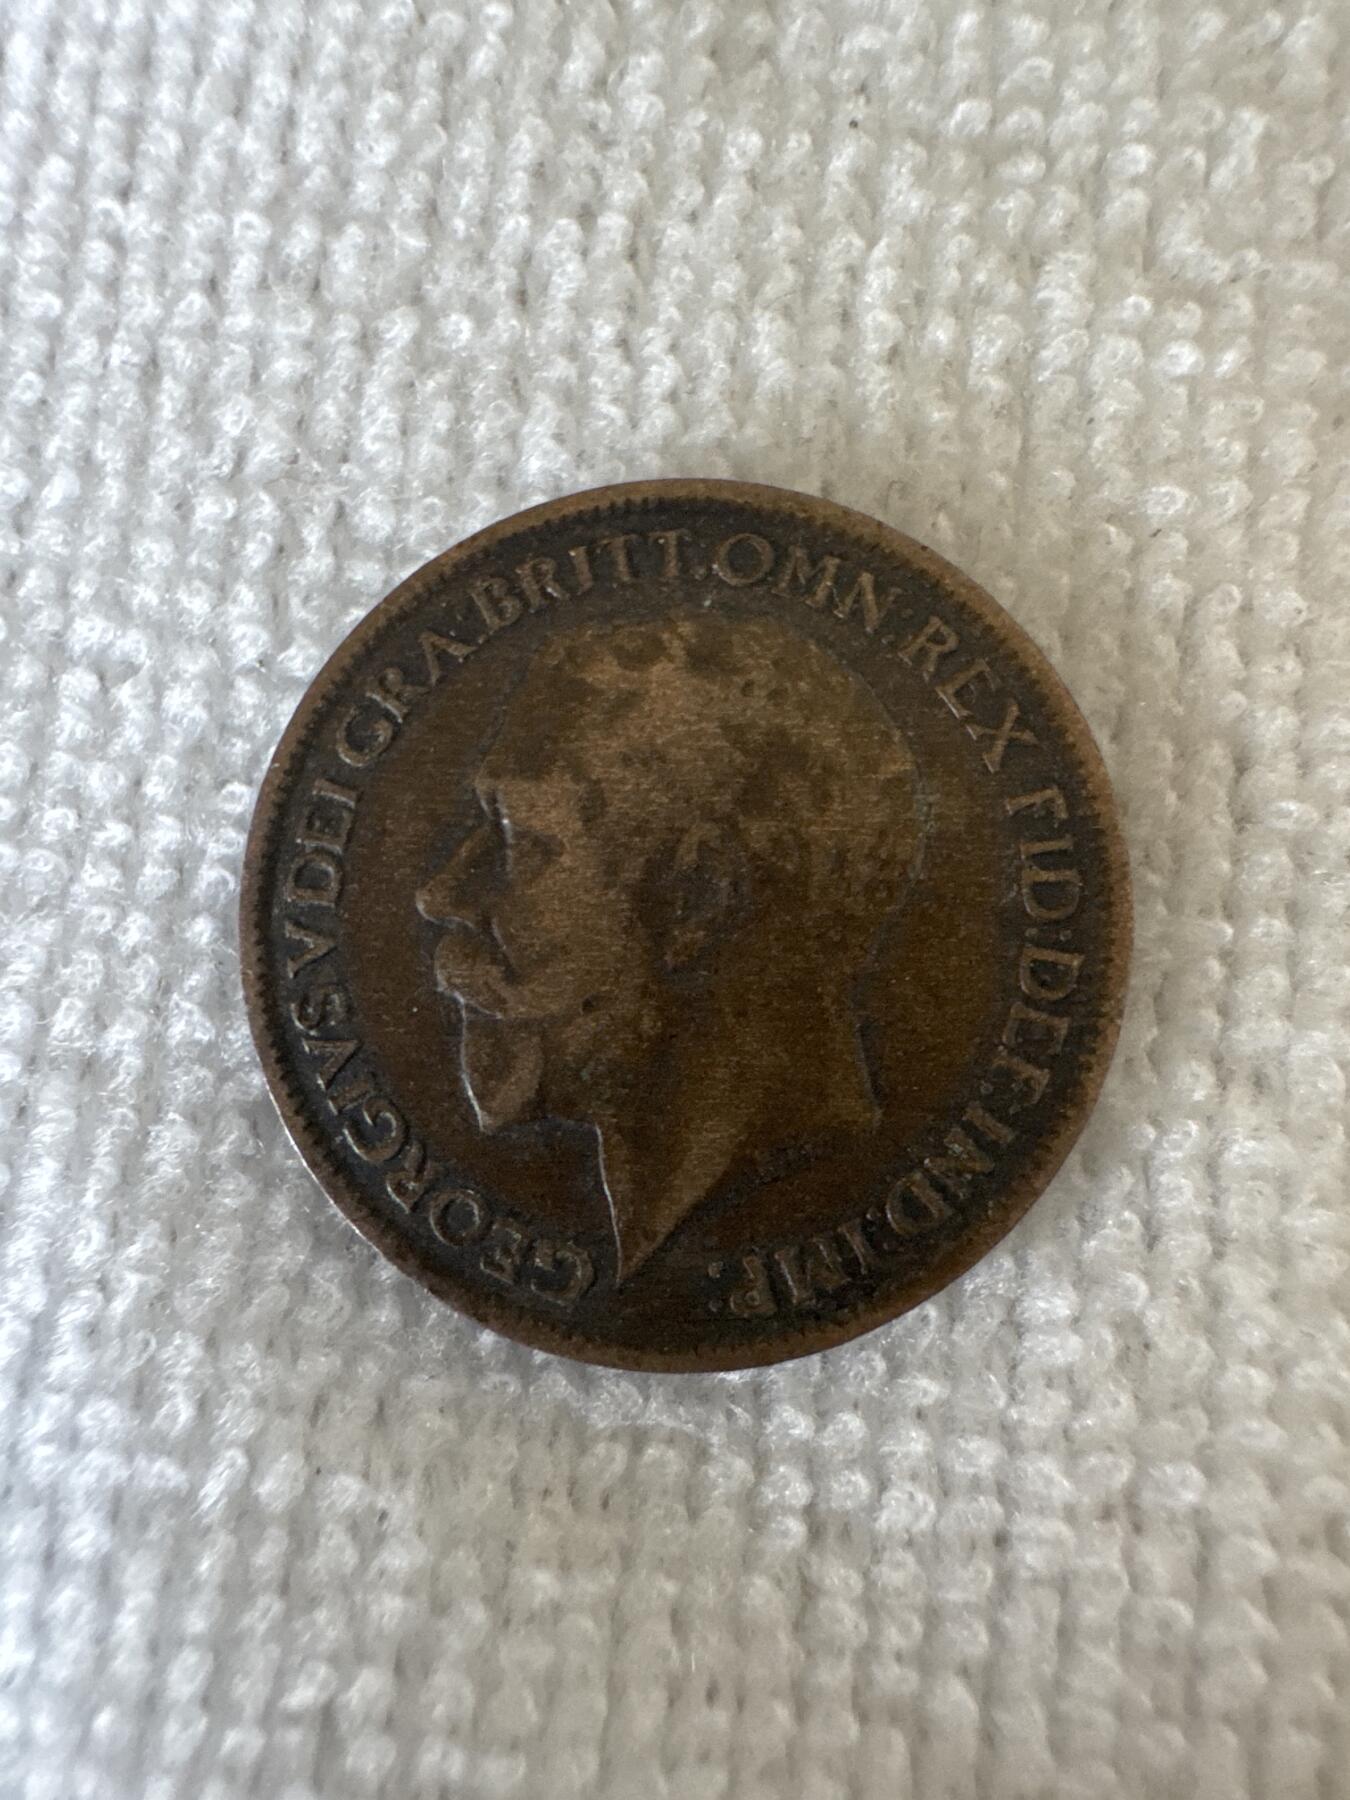 GEORGIVS V DEI GRA: BRITT: OMN: REX FID: DEF: IND: IMP: